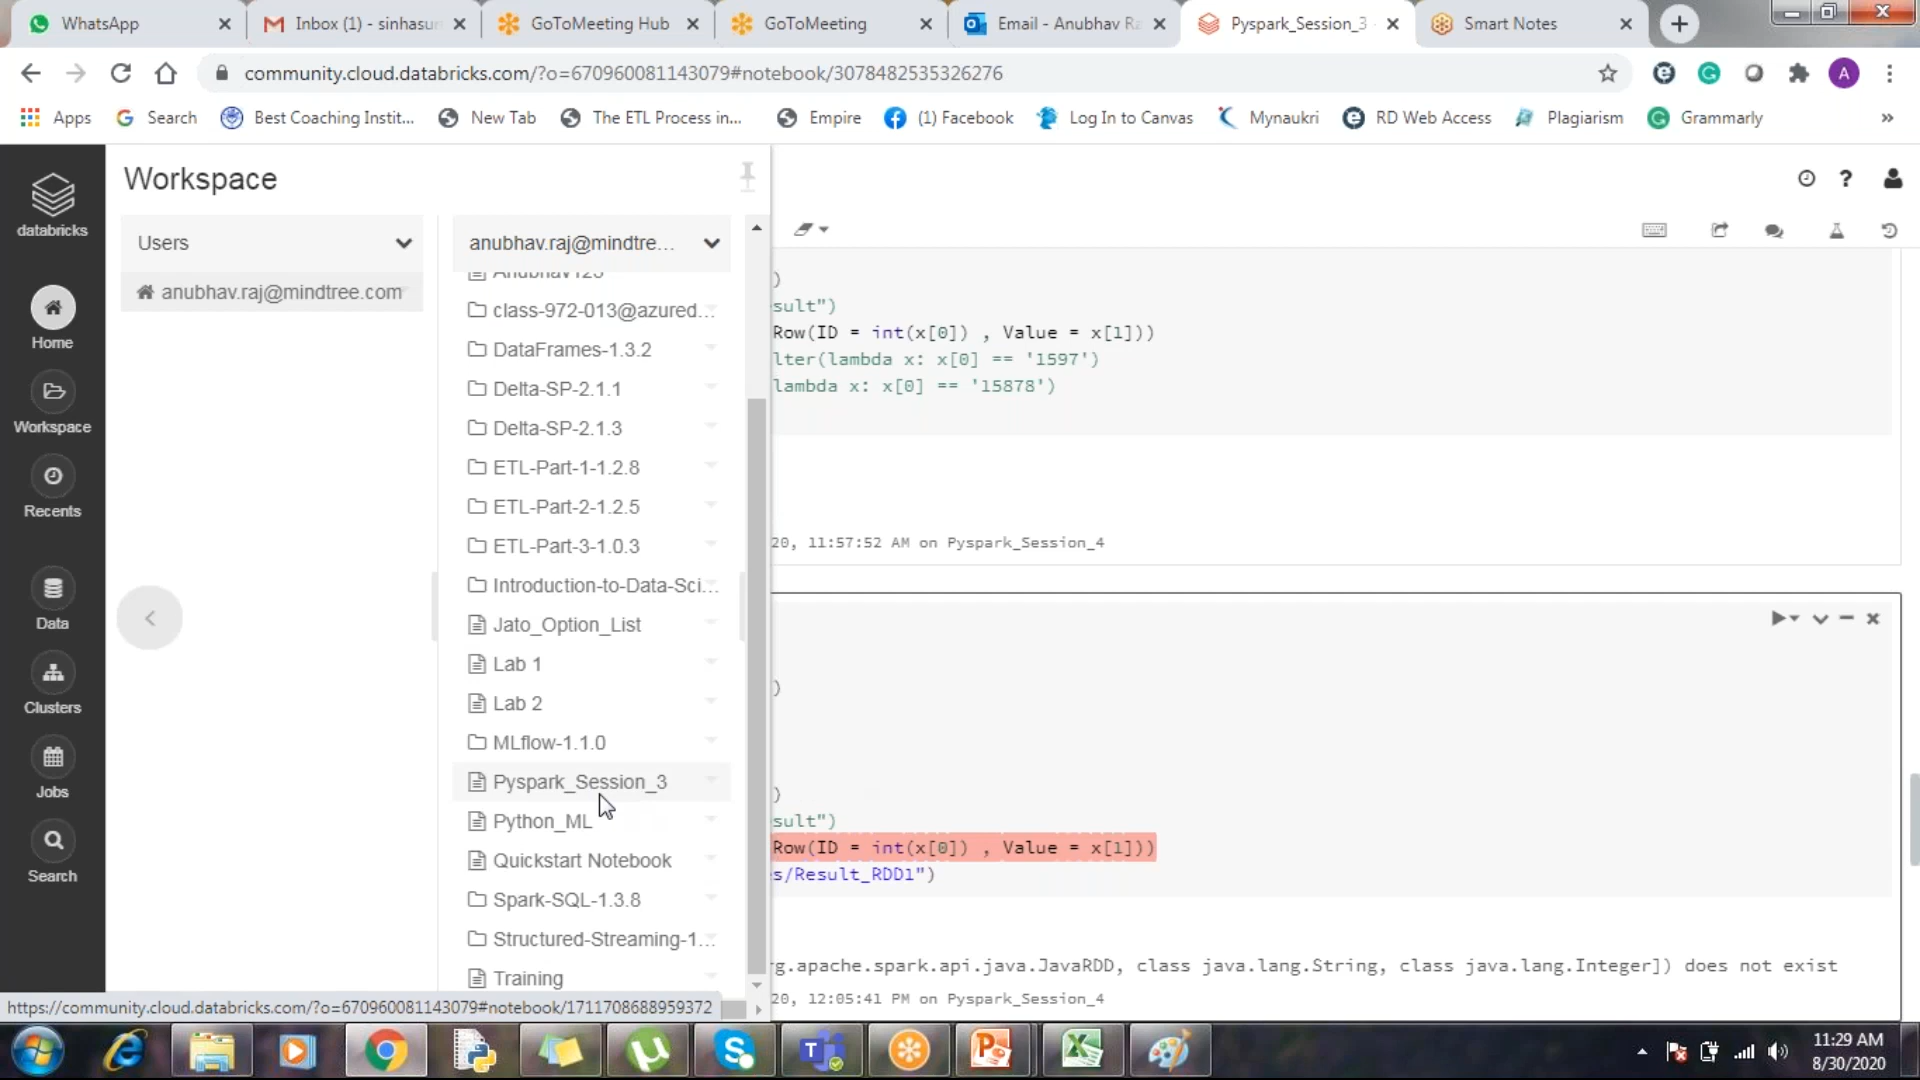 WhatsApp
Inbox (1) - sinhasum
GoToMeeting Hub
GoToMeeting
Email - Anubhav Ra
Pyspark_Session_3 -
Smart Notes
community.cloud.databricks.com/?o=670960081143079#notebook/3078482535326276
A
Apps
Search
Best Coaching Instit...
New Tab
The ETL Process in...
Empire
(1) Facebook
Log In to Canvas
Mynaukri
RD Web Access
Plagiarism
Grammarly
»
databricks
Home
Workspace
Recents
Data
Clusters
Jobs
Search
Workspace
Users
anubhav.raj@mindtree.com
anubhav.raj@mindtre...
Anubhav123
class-972-013@azured...
DataFrames-1.3.2
Delta-SP-2.1.1
Delta-SP-2.1.3
ETL-Part-1-1.2.8
ETL-Part-2-1.2.5
ETL-Part-3-1.0.3
Introduction-to-Data-Sci...
Jato_Option_List
Lab 1
Lab 2
MLflow-1.1.0
Pyspark_Session_3
Python_ML
Quickstart Notebook
Spark-SQL-1.3.8
Structured-Streaming-1...
Training
)
sult")
Row(ID = int(x[0]) , Value = x[1]))
lter(lambda x: x[0] == '1597')
lambda x: x[0] == '15878')
20, 11:57:52 AM on Pyspark_Session_4
)
)
sult")
Row(ID = int(x[0]) , Value = x[1]))
s/Result_RDD1")
rg.apache.spark.api.java.JavaRDD, class java.lang.String, class java.lang.Integer]) does not exist
20, 12:05:41 PM on Pyspark_Session_4
https://community.cloud.databricks.com/?o=670960081143079#notebook/1711708688959372
11:29 AM
8/30/2020